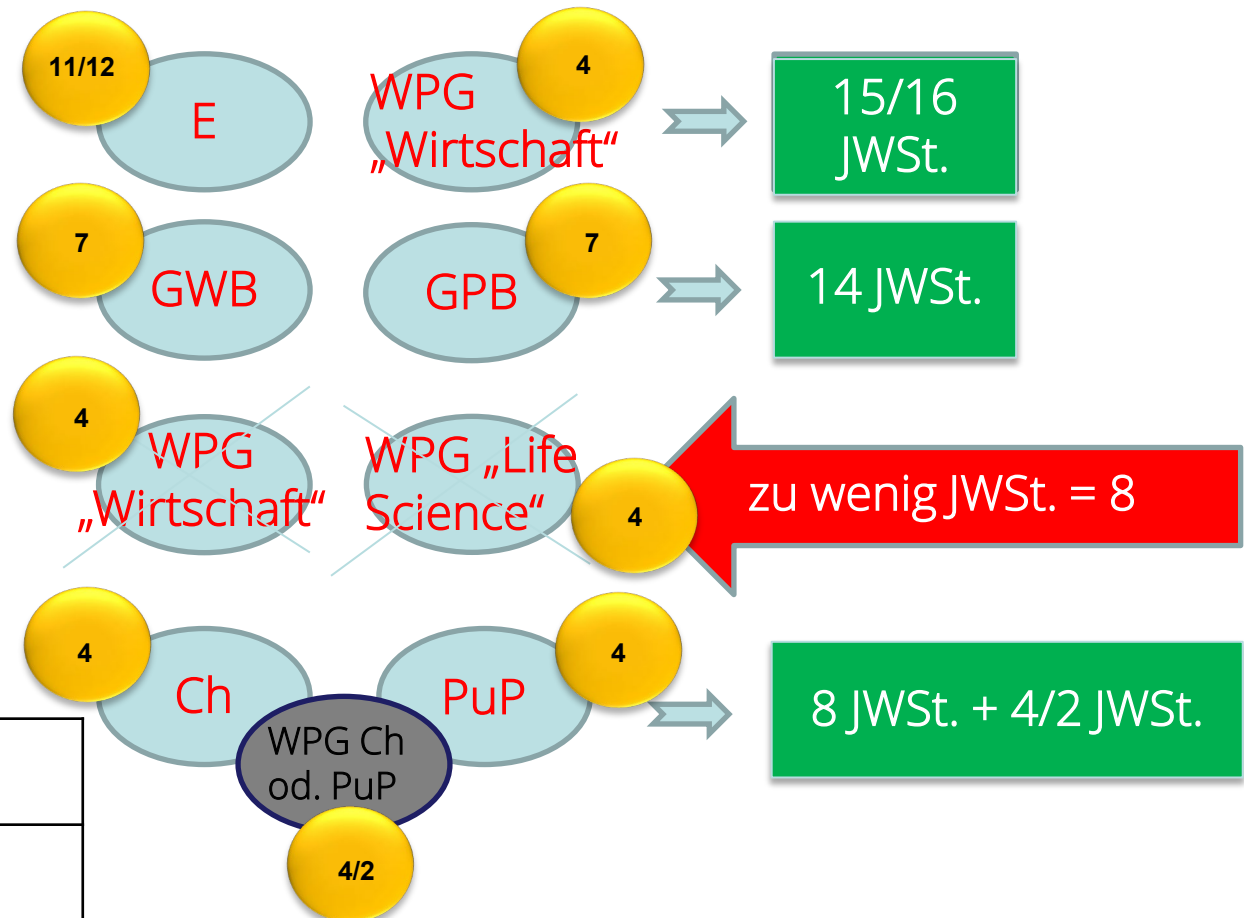 11/12
E
4
WPG
„Wirtschaft“
15/16
JWSt.
7
GWB
7
GPB
14 JWSt.
4
WPG
„Wirtschaft“
WPG „Life
Science“
4
zu wenig JWSt. = 8
4
Ch
4
PuP
WPG Ch
od. PuP
4/2
8 JWSt. + 4/2 JWSt.